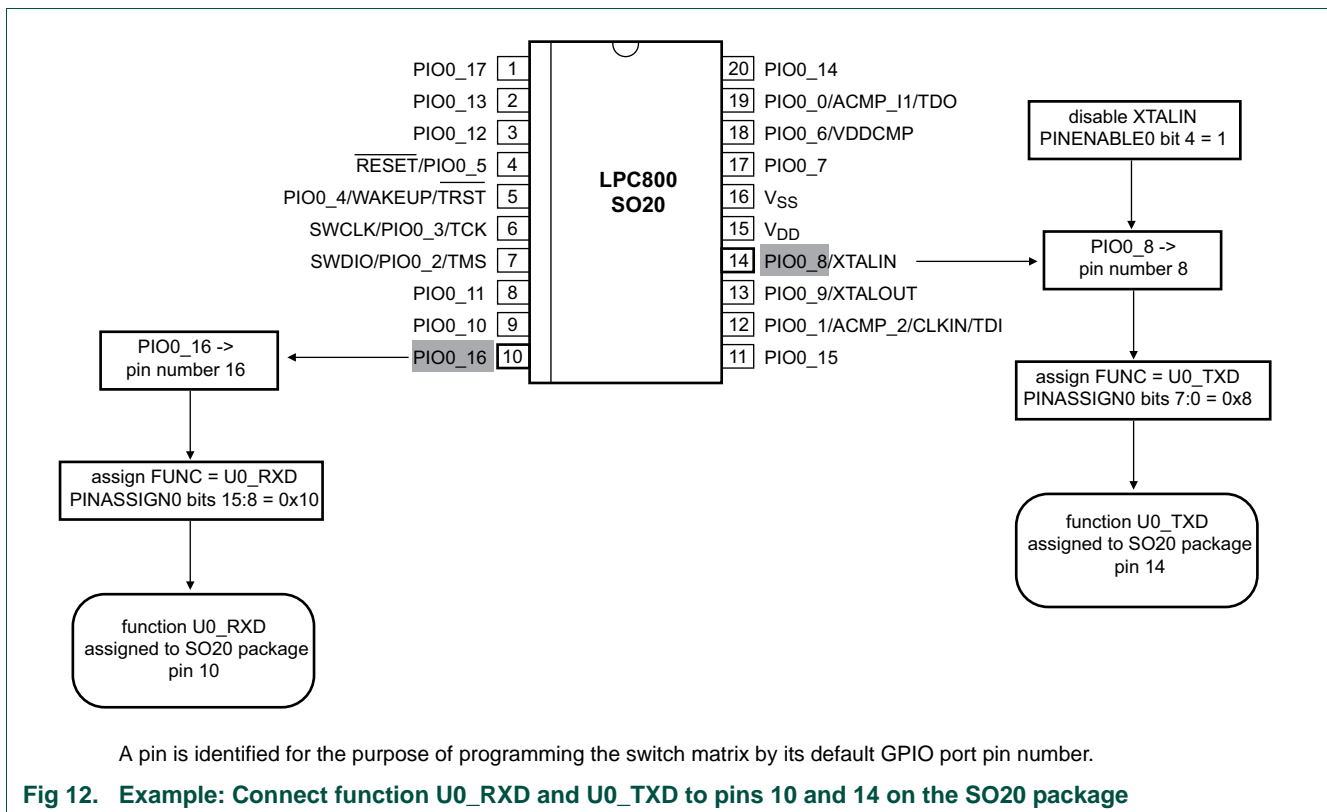 PIO0_17 1
PIO0_13 2
PIO0_12 3
RESET/PIO0_5 4
PIO0_4/WAKEUP/TRST 5
SWCLK/PIO0_3/TCK 6
SWDIO/PIO0_2/TMS 7
PIO0_11 8
PIO0_10 9
PIO0_16 10
LPC800
SO20
20 PIO0_14
19 PIO0_0/ACMP_I1/TDO
18 PIO0_6/VDDCMP
17 PIO0_7
16 VSS
15 VDD
14 PIO0_8/XTALIN
13 PIO0_9/XTALOUT
12 PIO0_1/ACMP_2/CLKIN/TDI
11 PIO0_15
PIO0_16 ->
pin number 16
assign FUNC = U0_RXD
PINASSIGN0 bits 15:8 = 0x10
function U0_RXD
assigned to SO20 package
pin 10
disable XTALIN
PINENABLE0 bit 4 = 1
PIO0_8 ->
pin number 8
assign FUNC = U0_TXD
PINASSIGN0 bits 7:0 = 0x8
function U0_TXD
assigned to SO20 package
pin 14
A pin is identified for the purpose of programming the switch matrix by its default GPIO port pin number.
Fig 12. Example: Connect function U0_RXD and U0_TXD to pins 10 and 14 on the SO20 package